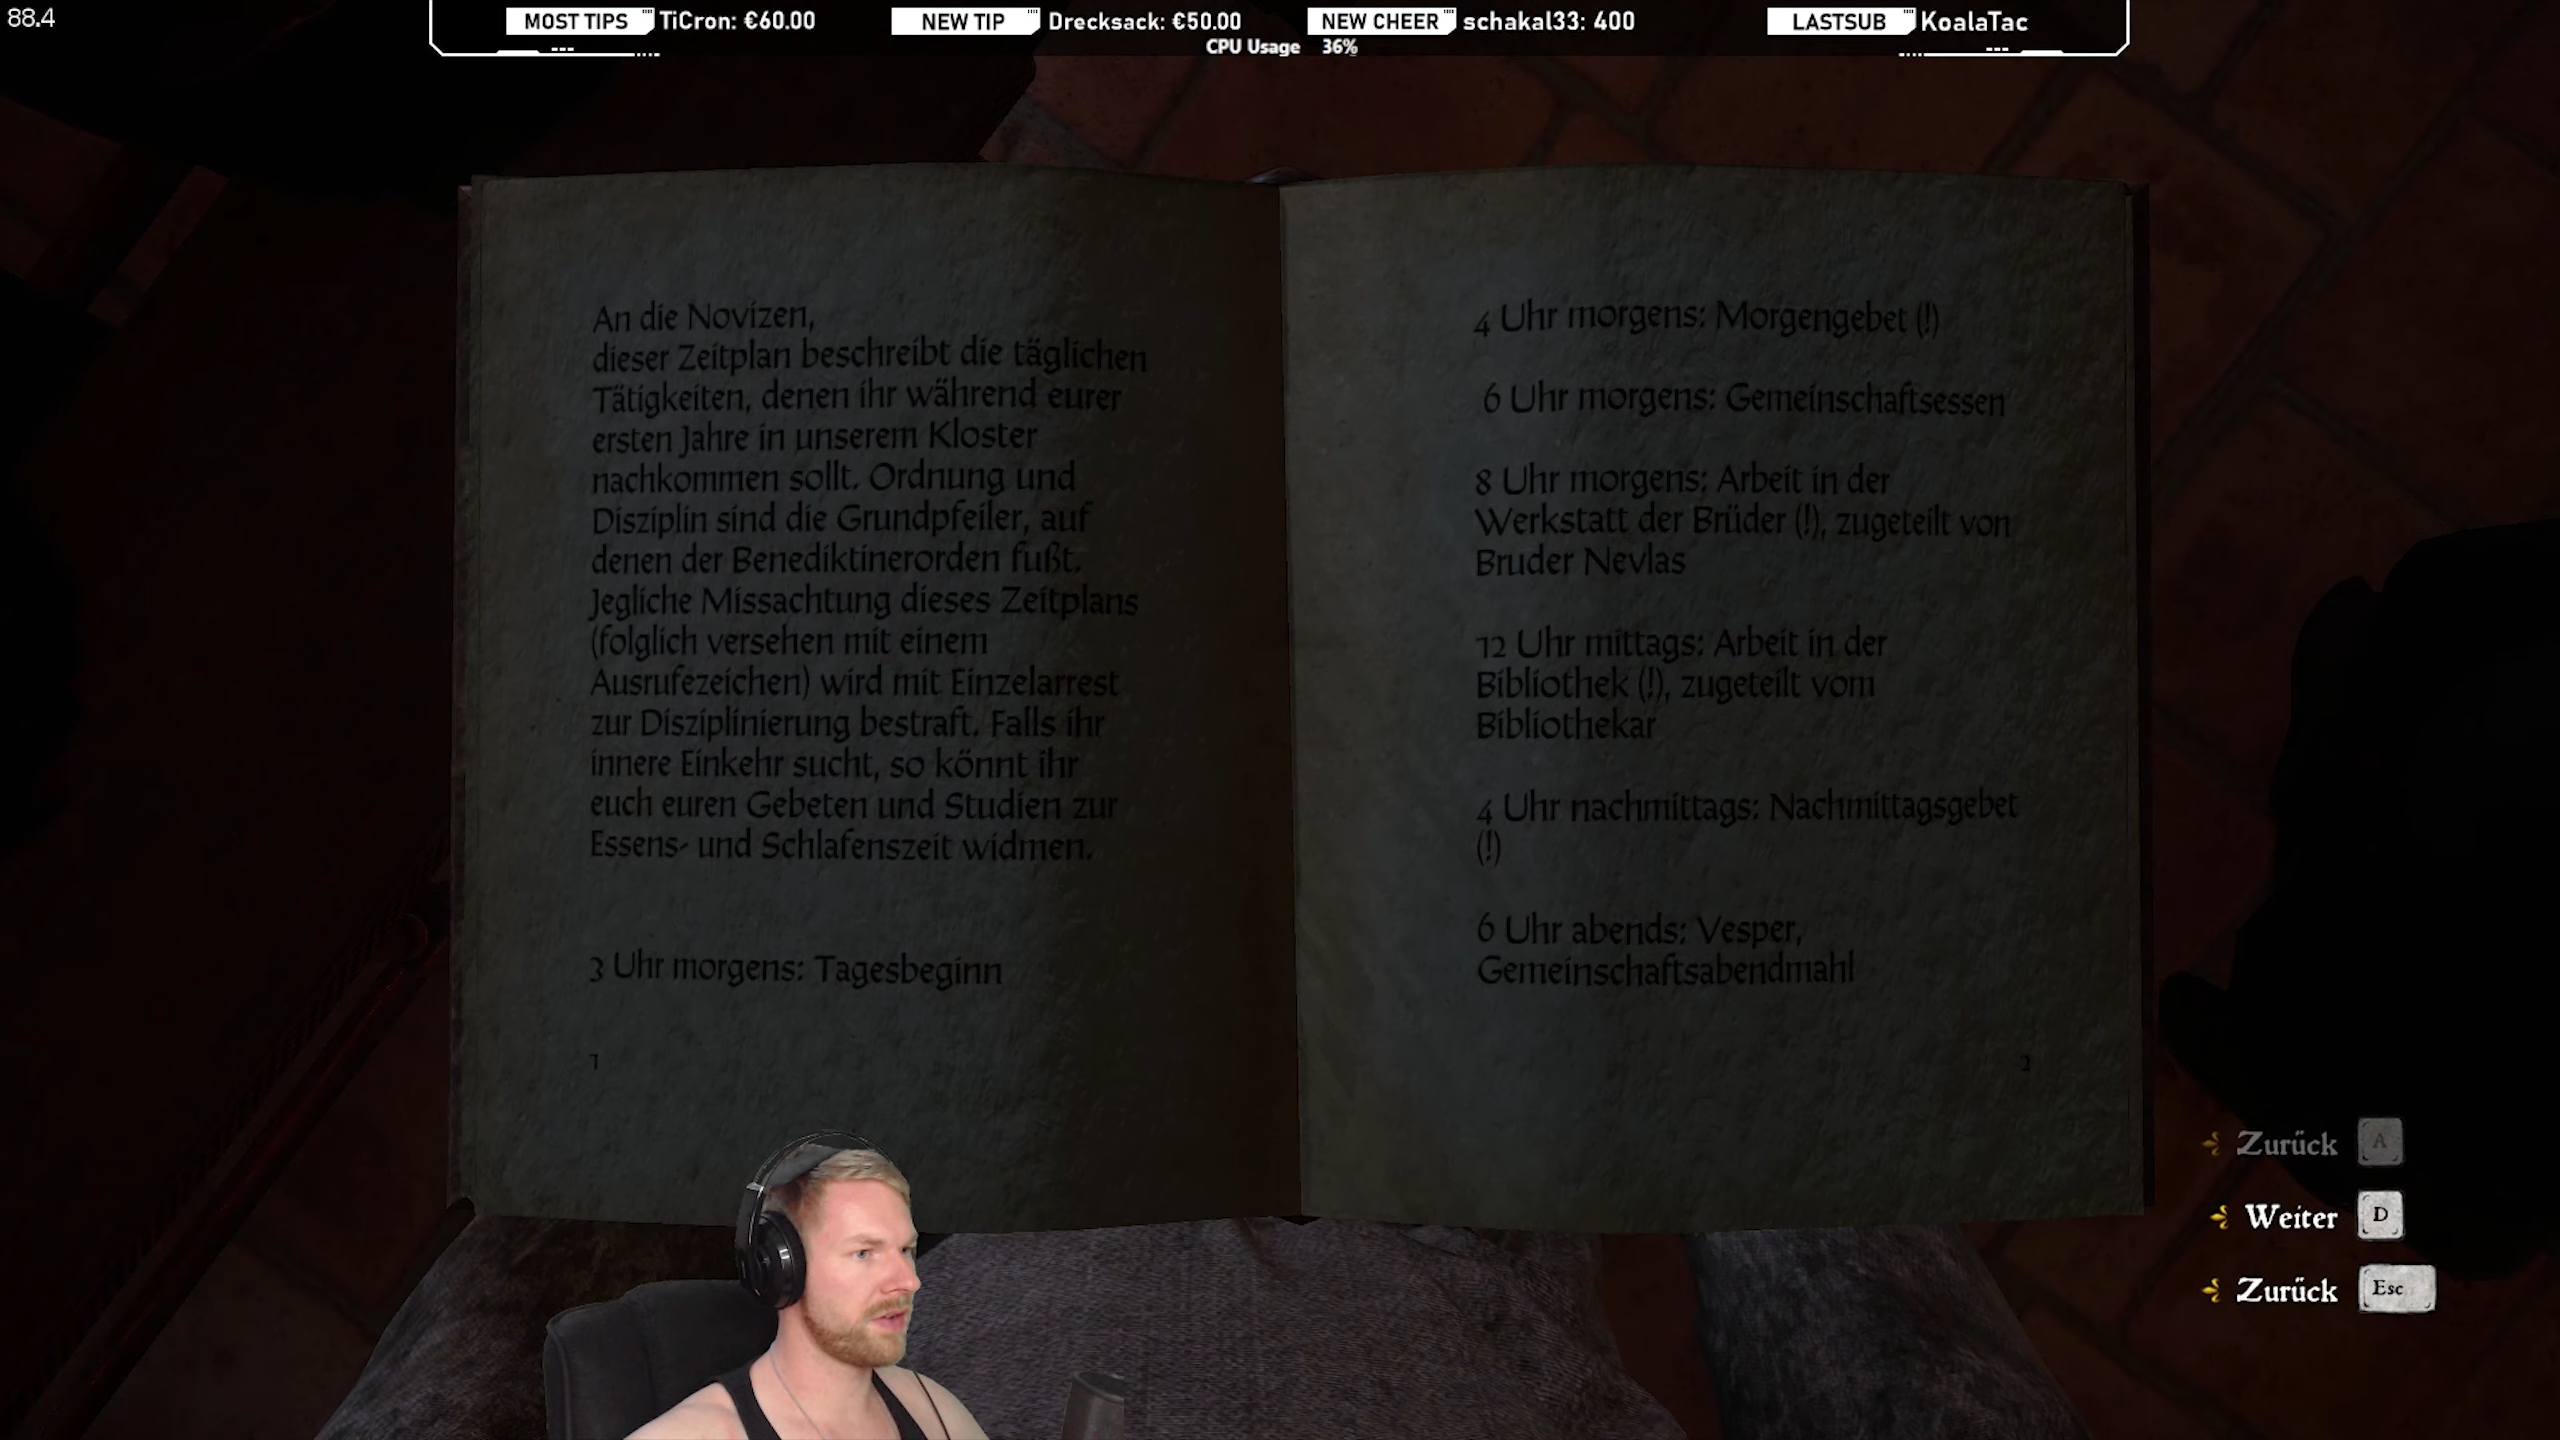 88.4
MOST TIPS TiCron: €60.00
NEW TIP Drecksack: €50.00
NEW CHEER schakal33: 400
LASTSUB KoalaTac
CPU Usage 36%
An die Novizen,
dieser Zeitplan beschreibt die täglichen
Tätigkeiten, denen ihr während eurer
ersten Jahre in unserem Kloster
nachkommen sollt. Ordnung und
Disziplin sind die Grundpfeiler, auf
denen der Benediktinerorden fußt.
Jegliche Missachtung dieses Zeitplans
(folglich versehen mit einem
Ausrufezeichen) wird mit Einzelarrest
zur Disziplinierung bestraft. Falls ihr
innere Einkehr sucht, so könnt ihr
euch euren Gebeten und Studien zur
Essens- und Schlafenszeit widmen.
3 Uhr morgens: Tagesbeginn
1
4 Uhr morgens: Morgengebet (!)
6 Uhr morgens: Gemeinschaftsessen
8 Uhr morgens: Arbeit in der
Werkstatt der Brüder (!), zugeteilt von
Bruder Nevlas
12 Uhr mittags: Arbeit in der
Bibliothek (!), zugeteilt vom
Bibliothekar
4 Uhr nachmittags: Nachmittagsgebet
(!)
6 Uhr abends: Vesper,
Gemeinschaftsabendmahl
2
Zurück A
Weiter D
Zurück Esc